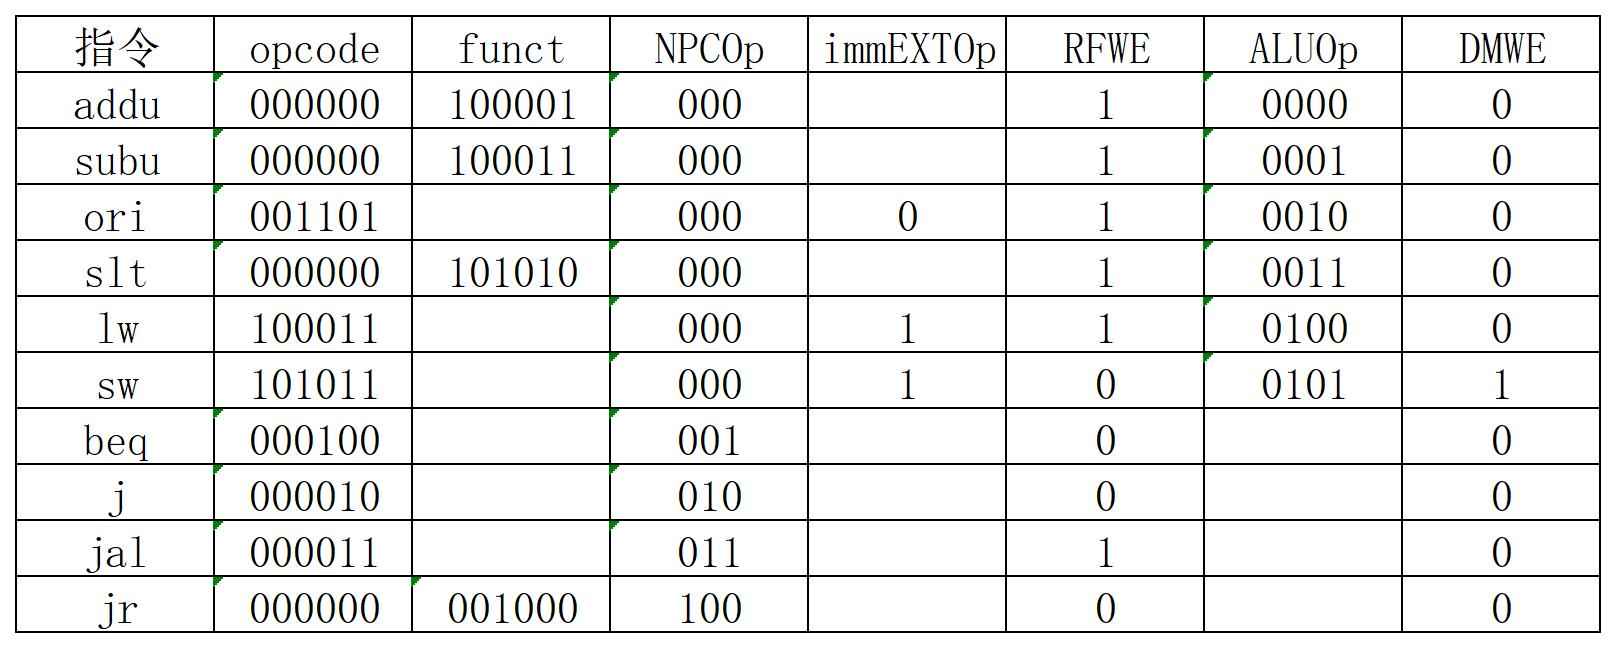 指令 opcode funct NPCOp immEXTOp RFWE ALUOp DMWE
addu 000000 100001 000 1 0000 0
subu 000000 100011 000 1 0001 0
ori 001101 000 0 1 0010 0
slt 000000 101010 000 1 0011 0
lw 100011 000 1 1 0100 0
sw 101011 000 1 0 0101 1
beq 000100 001 0 0
j 000010 010 0 0
jal 000011 011 1 0
jr 000000 001000 100 0 0